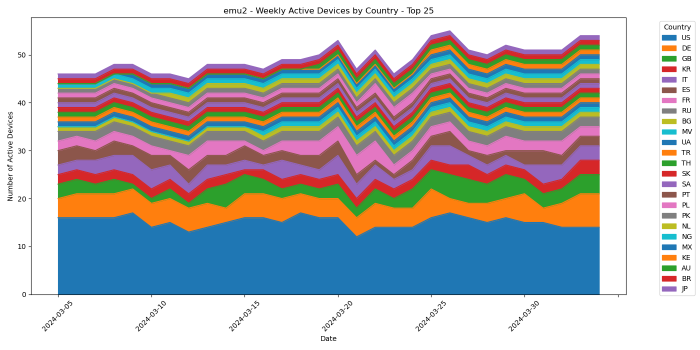 emu2 - Weekly Active Devices by Country - Top 25
Number of Active Devices
50
40
30
20
10
0
2024-03-05
2024-03-10
2024-03-15
2024-03-20
2024-03-25
2024-03-30
Date
Country
US
DE
GB
KR
IT
ES
FR
RU
BG
MV
UA
TR
TH
SK
SA
PT
PL
PK
NL
NG
MX
KE
AU
BR
JP